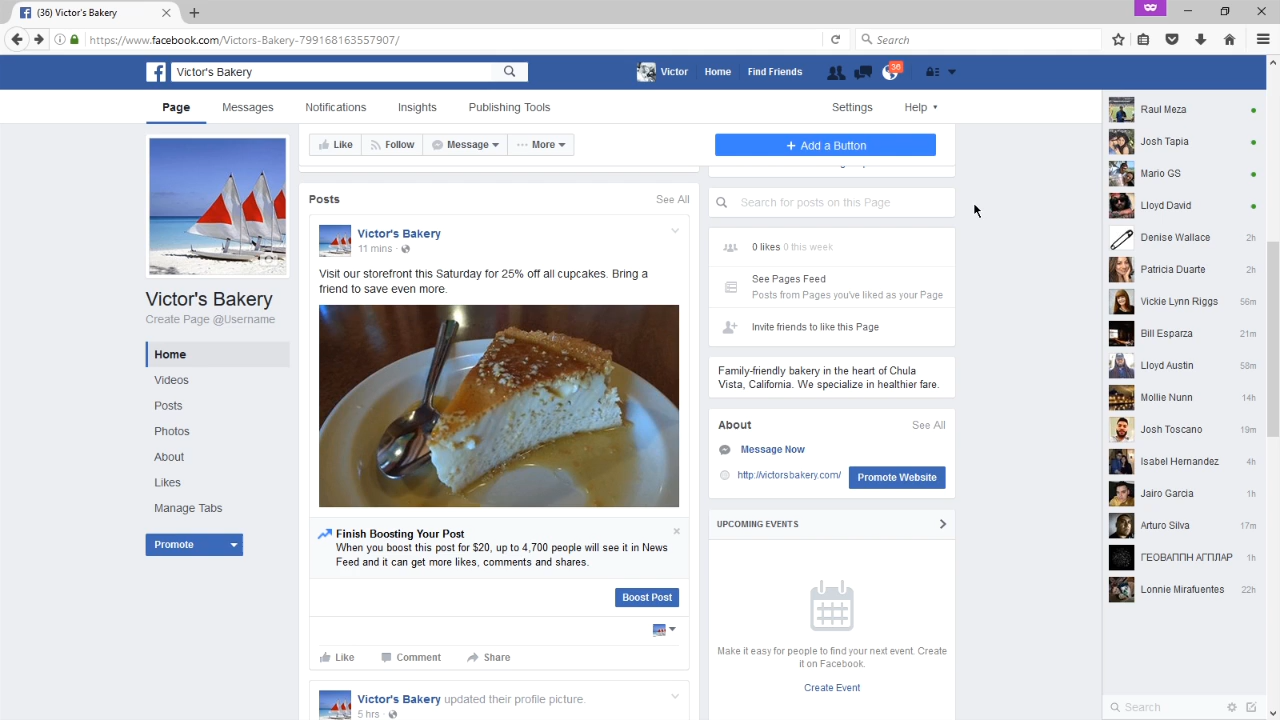 (36) Victor's Bakery
https://www.facebook.com/Victors-Bakery-799168163557907/
Search
Victor's Bakery
Victor
Home
Find Friends
36
Page
Messages
Notifications
Insights
Publishing Tools
Settings
Help
Like
Follow
Message
More
+ Add a Button
Victor's Bakery
Create Page @Username
Home
Videos
Posts
Photos
About
Likes
Manage Tabs
Promote
Posts
See All
Victor's Bakery
11 mins ·
Visit our storefront this Saturday for 25% off all cupcakes. Bring a
friend to save even more.
Finish Boosting Your Post
When you boost this post for $20, up to 4,700 people will see it in News
Feed and it can get more likes, comments and shares.
Boost Post
Like
Comment
Share
Victor's Bakery updated their profile picture.
5 hrs ·
Search for posts on this Page
0 likes 0 this week
See Pages Feed
Posts from Pages you've liked as your Page
Invite friends to like this Page
Family-friendly bakery in the heart of Chula
Vista, California. We specialize in healthier fare.
About
See All
Message Now
http://victorsbakery.com/
Promote Website
UPCOMING EVENTS
Make it easy for people to find your next event. Create
it on Facebook.
Create Event
Raul Meza
Josh Tapia
Mario GS
Lloyd David
Denise Wallace 2h
Patricia Duarte 2h
Vickie Lynn Riggs 56m
Bill Esparza 21m
Lloyd Austin 58m
Mollie Nunn 14h
Josh Toscano 19m
Isabel Hernandez 4h
Jairo Garcia 1h
Arturo Silva 17m
1h
Lonnie Mirafuentes 22h
Search